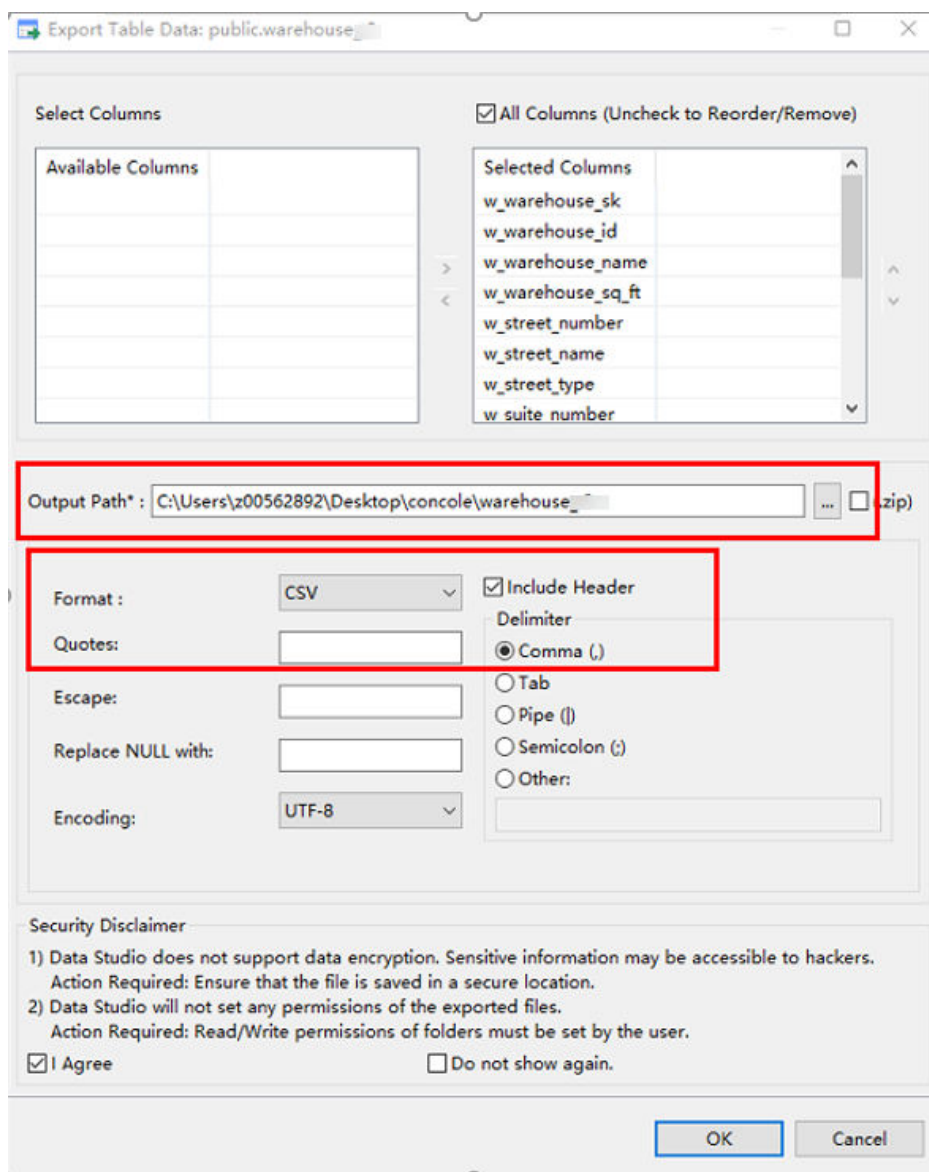 Export Table Data: public.warehouse_
Select Columns
All Columns (Uncheck to Reorder/Remove)
Available Columns
Selected Columns
w_warehouse_sk
w_warehouse_id
w_warehouse_name
w_warehouse_sq_ft
w_street_number
w_street_name
w_street_type
w_suite_number
Output Path* : C:\Users\z00562892\Desktop\concole\warehouse_ ... .zip)
Format : CSV Include Header
Delimiter
Quotes: Comma (,)
Escape: Tab
Pipe (|)
Replace NULL with: Semicolon (;)
Other:
Encoding: UTF-8
Security Disclaimer
1) Data Studio does not support data encryption. Sensitive information may be accessible to hackers.
Action Required: Ensure that the file is saved in a secure location.
2) Data Studio will not set any permissions of the exported files.
Action Required: Read/Write permissions of folders must be set by the user.
I Agree Do not show again.
OK Cancel